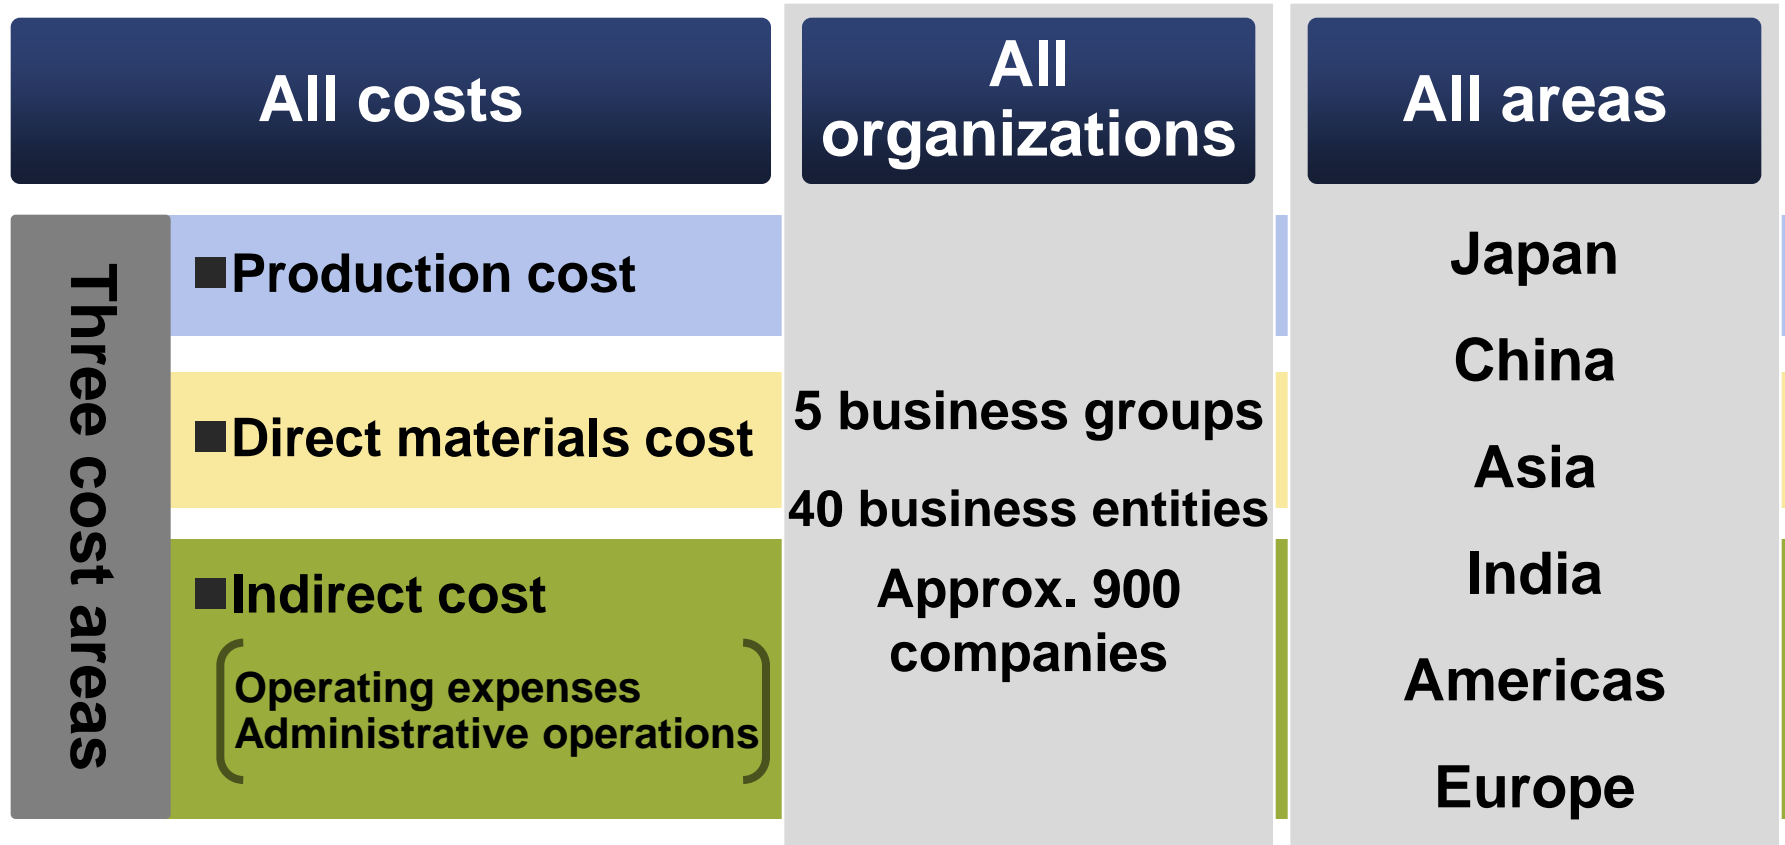 All costs
All
organizations
All areas
Three cost areas
■Production cost
■Direct materials cost
■Indirect cost
Operating expenses
Administrative operations
5 business groups
40 business entities
Approx. 900
companies
Japan
China
Asia
India
Americas
Europe